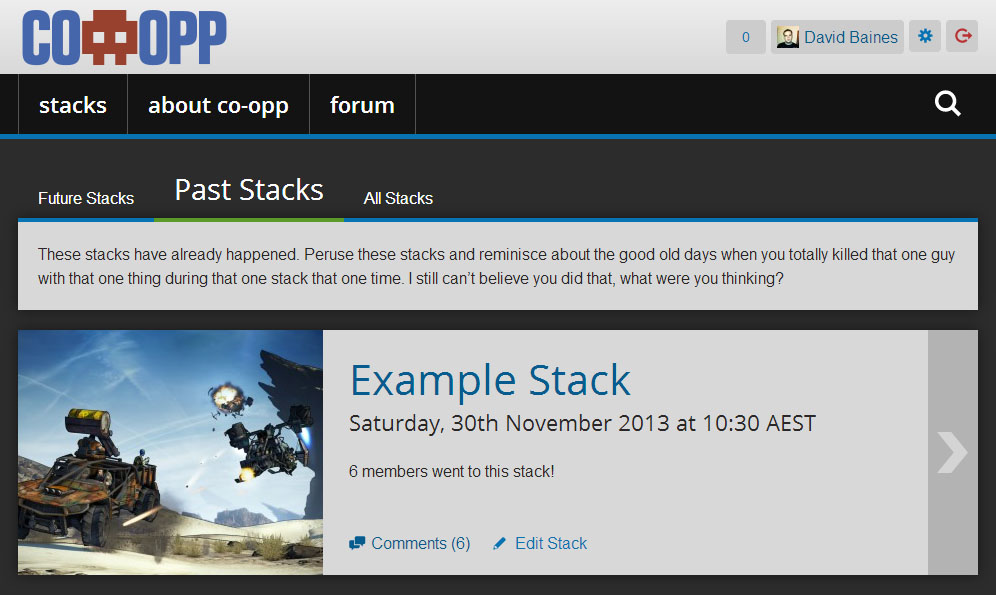 CO OPP
0 David Baines
stacks about co-opp forum
Future Stacks Past Stacks All Stacks
These stacks have already happened. Peruse these stacks and reminisce about the good old days when you totally killed that one guy
with that one thing during that one stack that one time. I still can't believe you did that, what were you thinking?
Example Stack
Saturday, 30th November 2013 at 10:30 AEST
6 members went to this stack!
Comments (6) Edit Stack